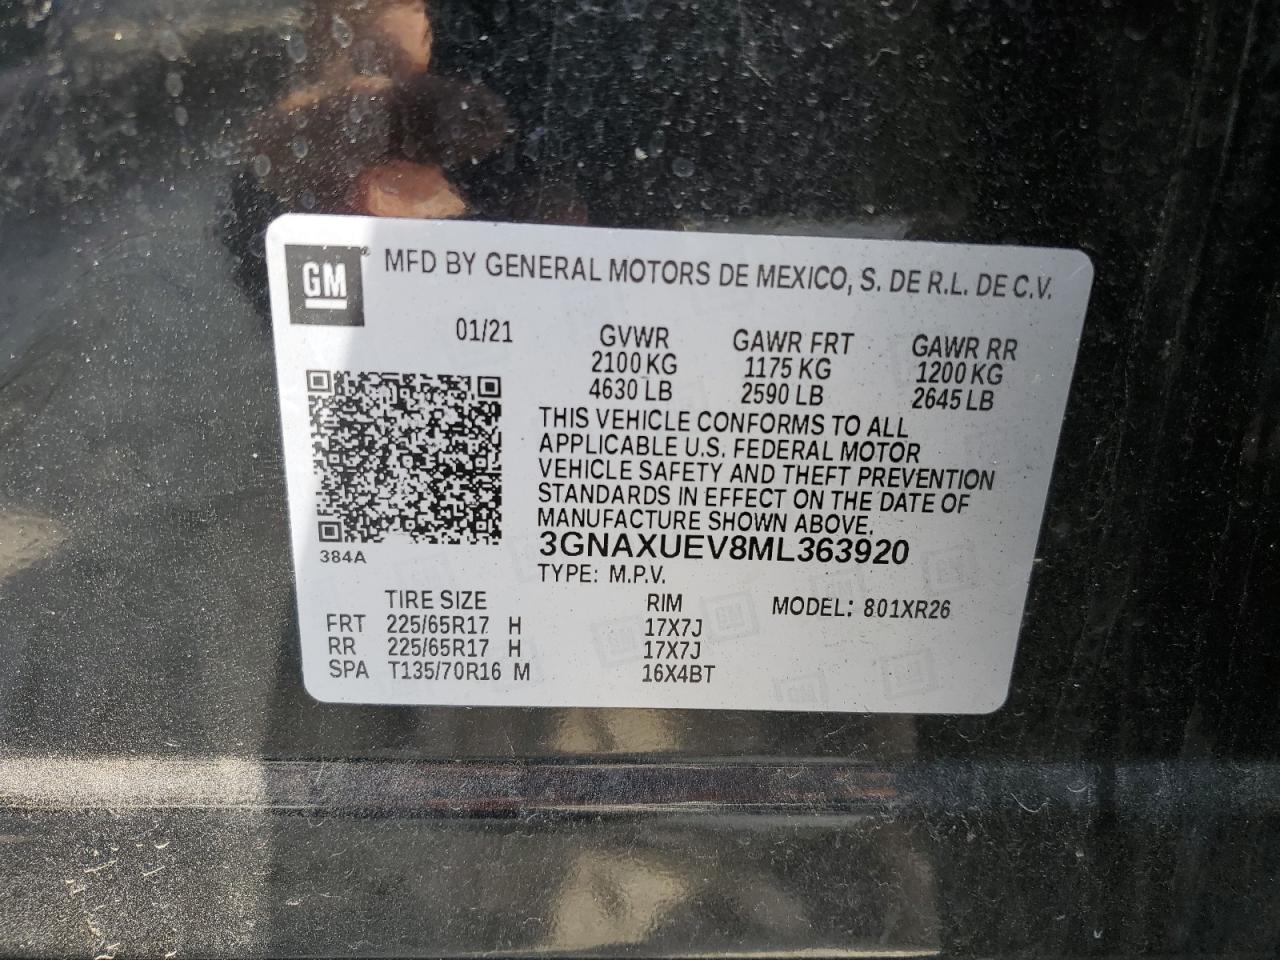 GM
MFD BY GENERAL MOTORS DE MEXICO, S. DE R.L. DE C.V.
01/21 GVWR GAWR FRT GAWR RR
2100 KG 1175 KG 1200 KG
4630 LB 2590 LB 2645 LB
THIS VEHICLE CONFORMS TO ALL
APPLICABLE U.S. FEDERAL MOTOR
VEHICLE SAFETY AND THEFT PREVENTION
STANDARDS IN EFFECT ON THE DATE OF
MANUFACTURE SHOWN ABOVE.
384A
3GNAXUEV8ML363920
TYPE: M.P.V.
TIRE SIZE RIM MODEL: 801XR26
FRT 225/65R17 H 17X7J
RR 225/65R17 H 17X7J
SPA T135/70R16 M 16X4BT